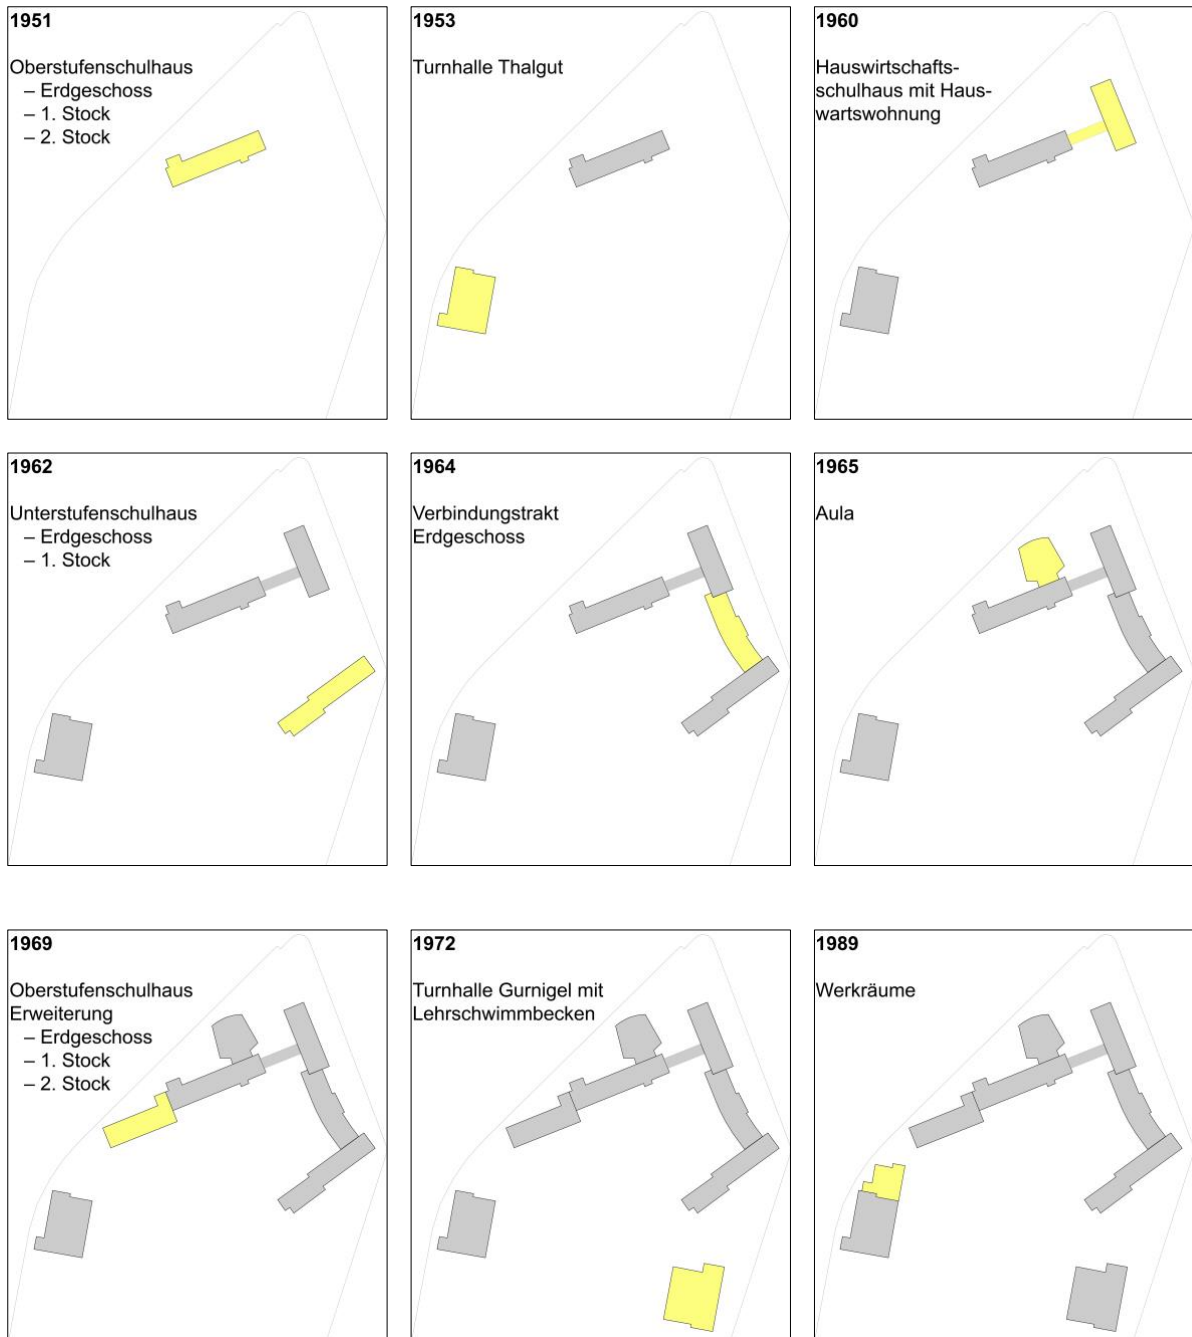 1951
Oberstufenschulhaus
– Erdgeschoss
– 1. Stock
– 2. Stock
1953
Turnhalle Thalgut
1960
Hauswirtschafts-
schulhaus mit Haus-
wartswohnung
1962
Unterstufenschulhaus
– Erdgeschoss
– 1. Stock
1964
Verbindungstrakt
Erdgeschoss
1965
Aula
1969
Oberstufenschulhaus
Erweiterung
– Erdgeschoss
– 1. Stock
– 2. Stock
1972
Turnhalle Gurnigel mit
Lehrschwimmbecken
1989
Werkräume